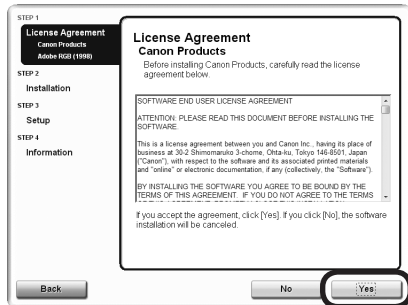 STEP 1
License Agreement
Canon Products
Adobe RGB (1998)
STEP 2
Installation
STEP 3
Setup
STEP 4
Information
License Agreement
Canon Products
Before installing Canon Products, carefully read the license
agreement below.
SOFTWARE END USER LICENSE AGREEMENT
ATTENTION: PLEASE READ THIS DOCUMENT BEFORE INSTALLING THE
SOFTWARE.
This is a license agreement between you and Canon Inc., having its place of
business at 30-2 Shimomaruko 3-chome, Ohta-ku, Tokyo 146-8501, Japan
("Canon"), with respect to the software and its associated printed materials
and "online" or electronic documentation, if any (collectively, the "Software").
BY INSTALLING THE SOFTWARE YOU AGREE TO BE BOUND BY THE
TERMS OF THIS AGREEMENT. IF YOU DO NOT AGREE TO THE TERMS
If you accept the agreement, click [Yes]. If you click [No], the software
installation will be canceled.
Back
No
Yes